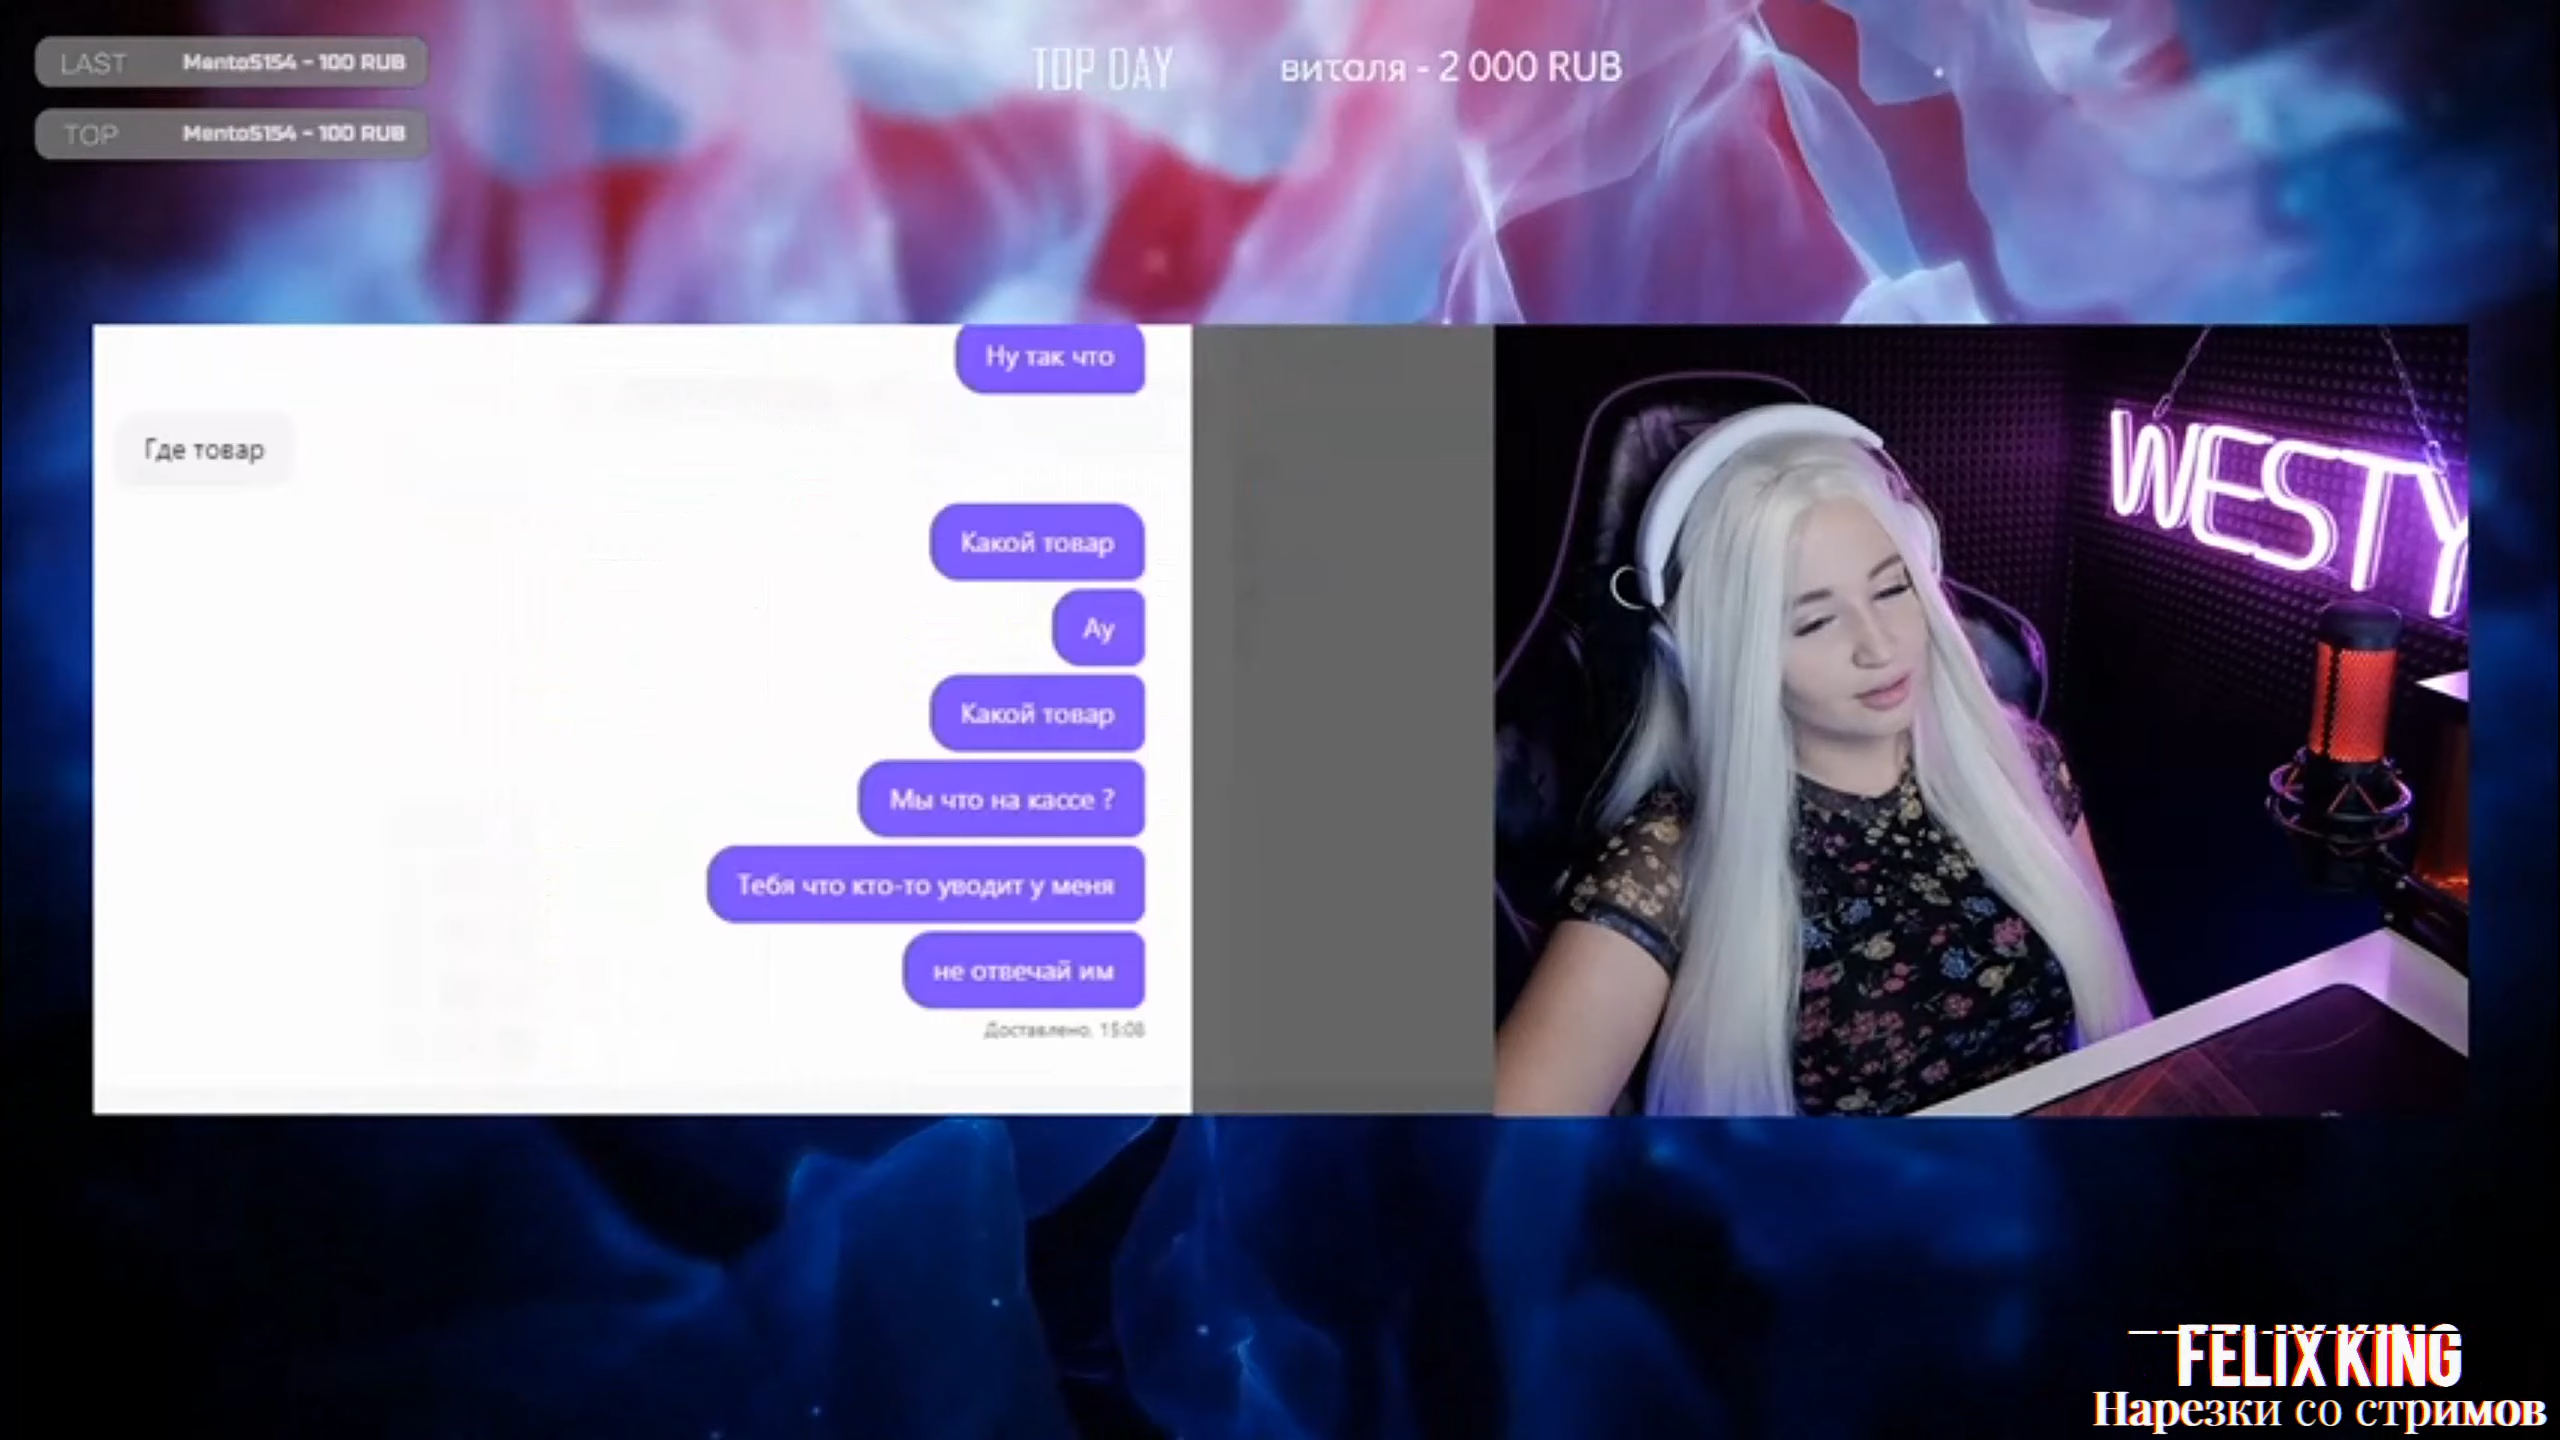 LAST Mento5154 - 100 RUB
TOP Mento5154 - 100 RUB
TOP DAY виталя - 2 000 RUB
Ну так что
Где товар
Какой товар
Ау
Какой товар
Мы что на кассе ?
Тебя что кто-то уводит у меня
не отвечай им
Доставлено, 15:08
WESTY
FELIX KING
Нарезки со стримов